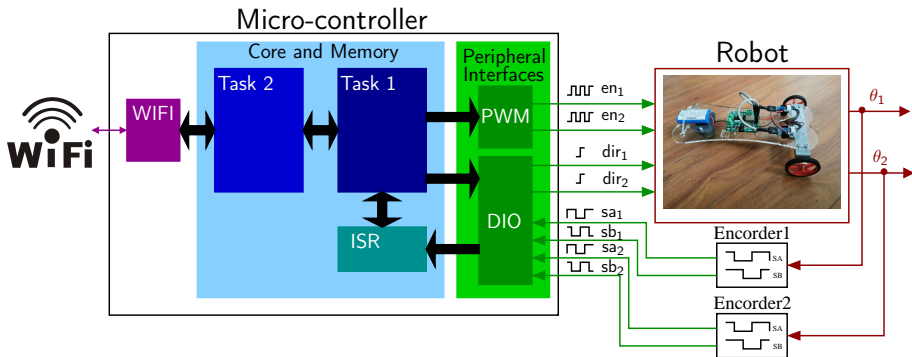 Micro-controller
Core and Memory
Peripheral
Interfaces
Robot
Task 2
Task 1
WIFI
PWM
en1
en2
θ1
WiFi
dir1
dir2
θ2
DIO
ISR
sa1
sb1
sa2
sb2
Encorder1
SA
SB
Encorder2
SA
SB